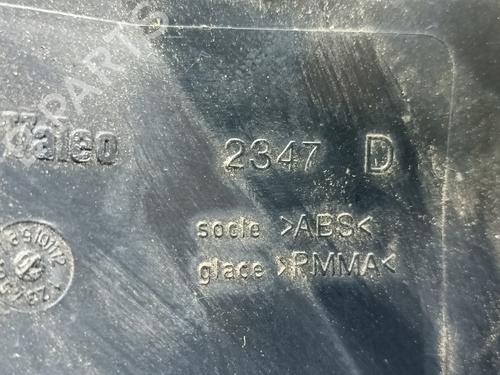 Valeo
2347 D
socle >ABS<
glace >PMMA<